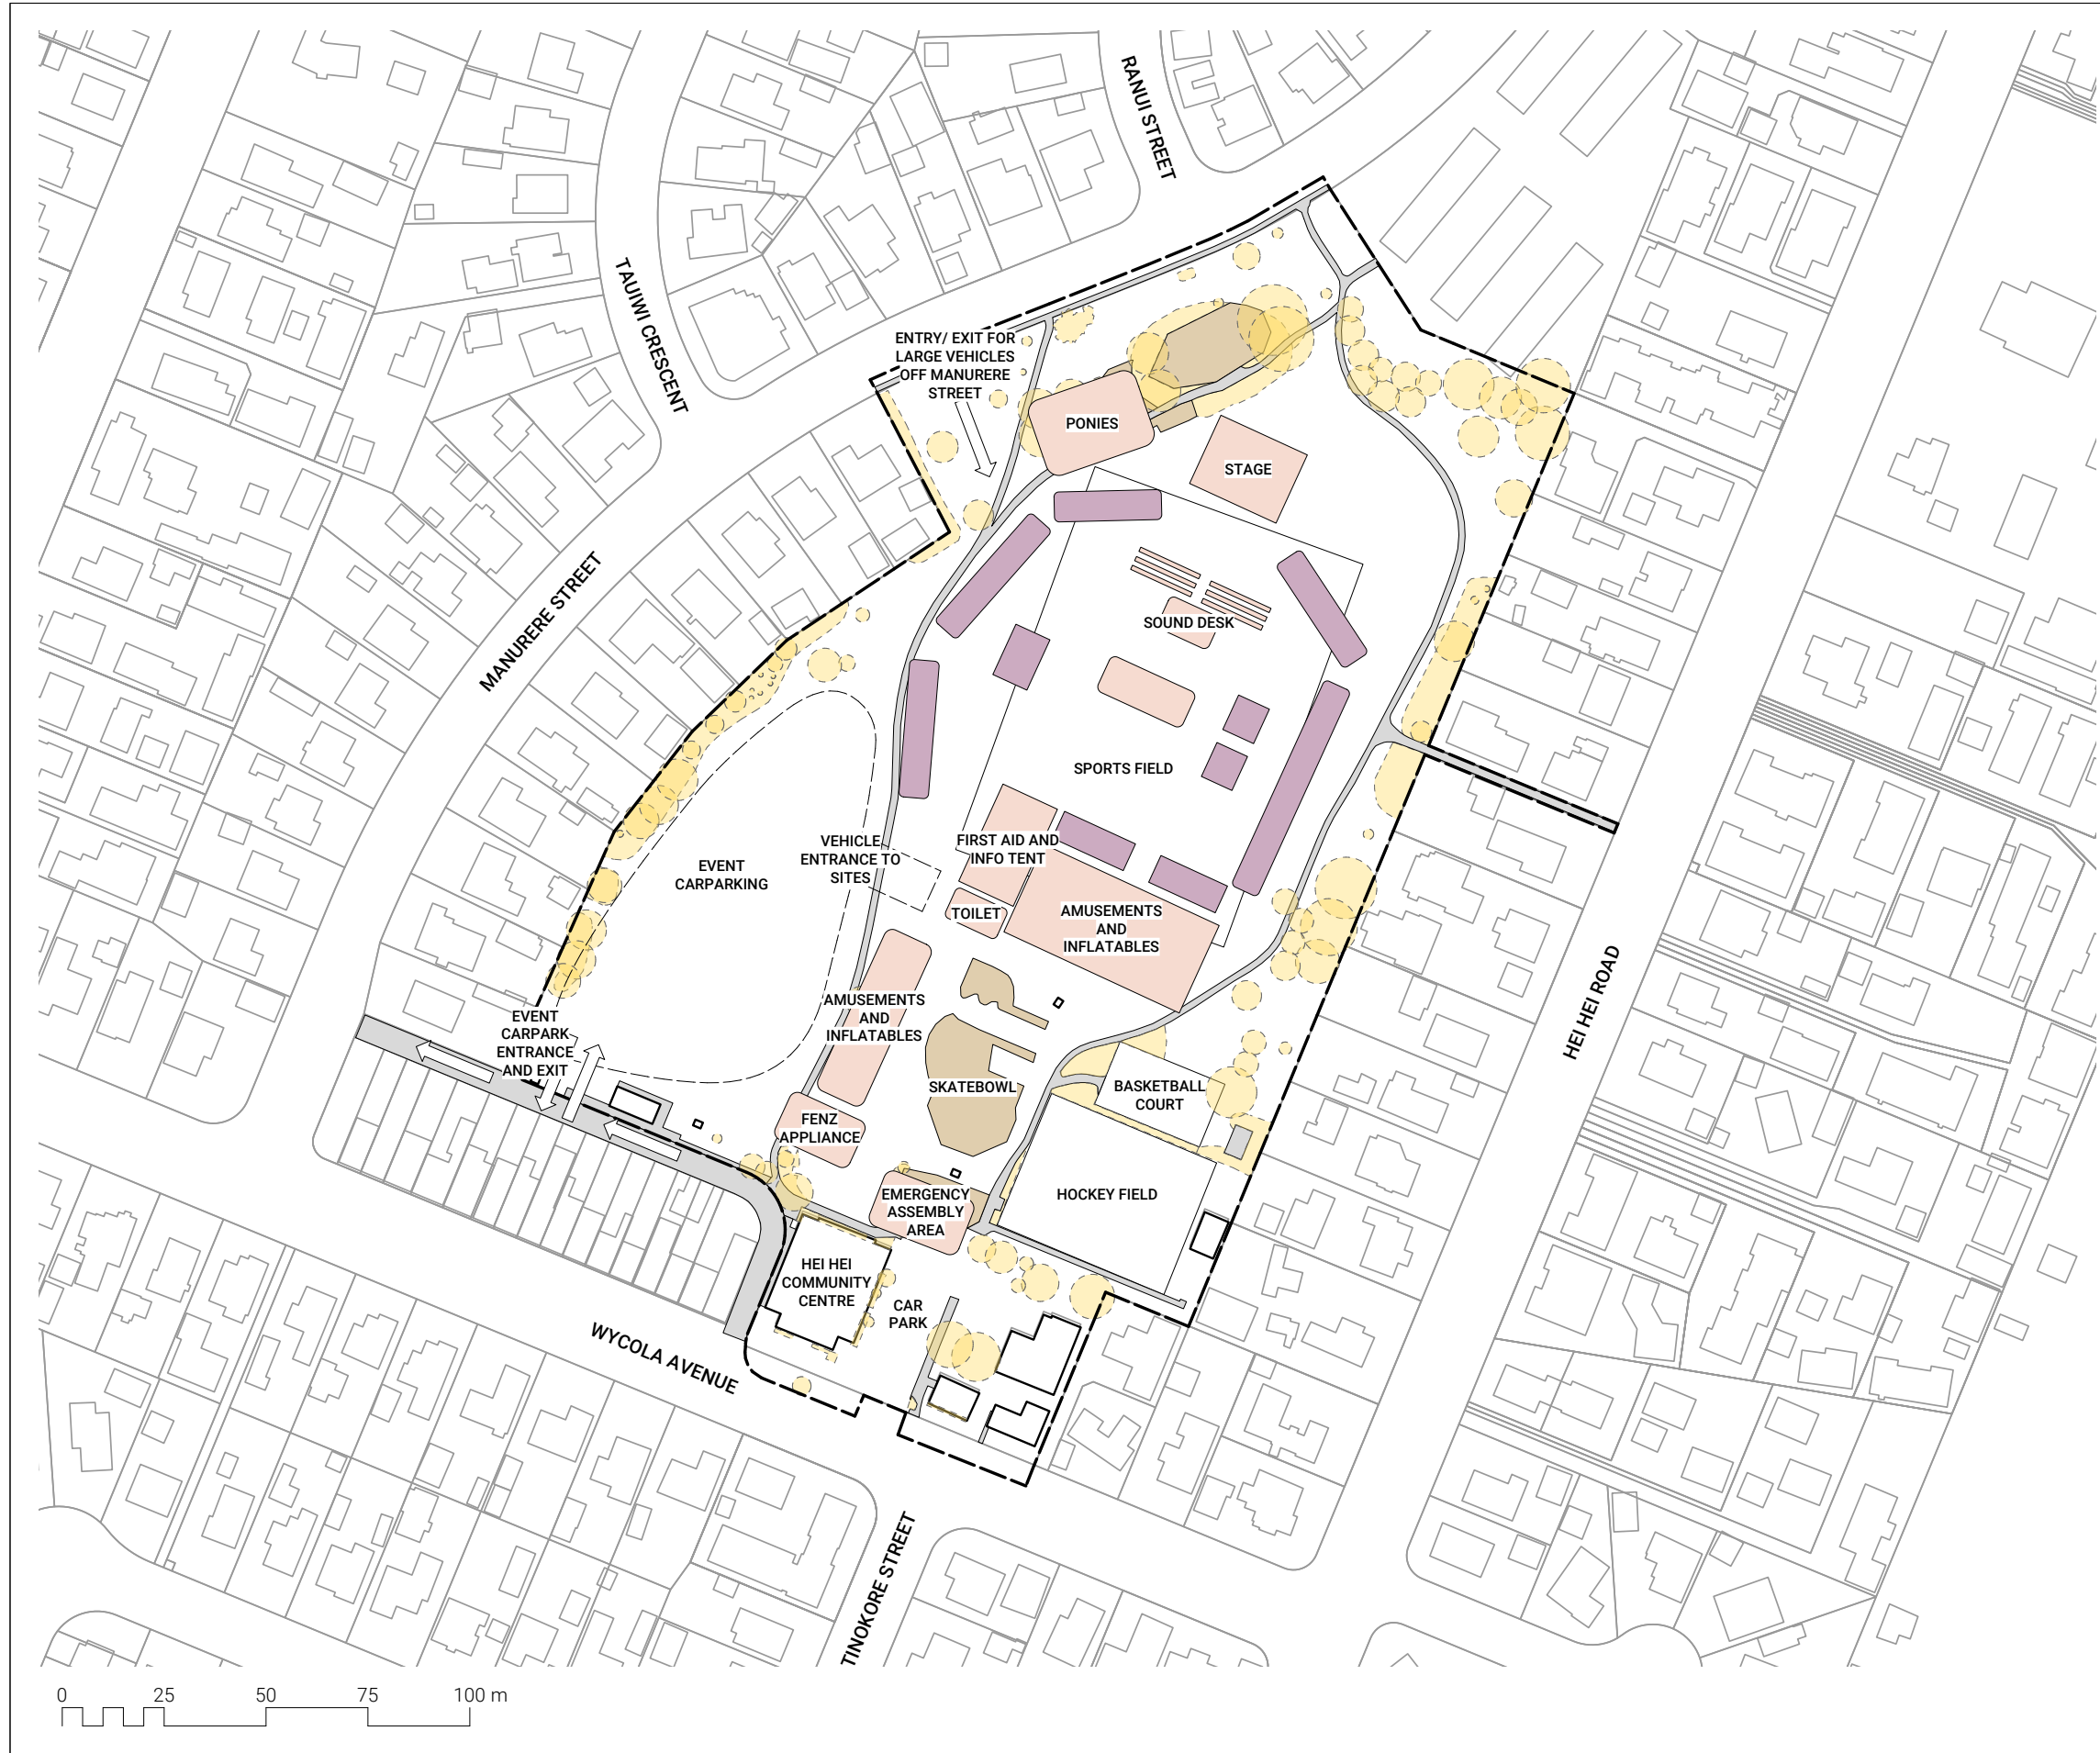 RANUI STREET
TAUIWI CRESCENT
ENTRY/ EXIT FOR
LARGE VEHICLES
OFF MANURERE
STREET
PONIES
STAGE
MANURERE STREET
SOUND DESK
SPORTS FIELD
VEHICLE
ENTRANCE TO
SITES
FIRST AID AND
INFO TENT
EVENT
CARPARKING
TOILET
AMUSEMENTS
AND
INFLATABLES
HEI HEI ROAD
AMUSEMENTS
AND
INFLATABLES
EVENT
CARPARK
ENTRANCE
AND EXIT
SKATEBOWL
BASKETBALL
COURT
FENZ
APPLIANCE
EMERGENCY
ASSEMBLY
AREA
HOCKEY FIELD
HEI HEI
COMMUNITY
CENTRE
CAR
PARK
WYCOLA AVENUE
TINOKORE STREET
0 25 50 75 100 m